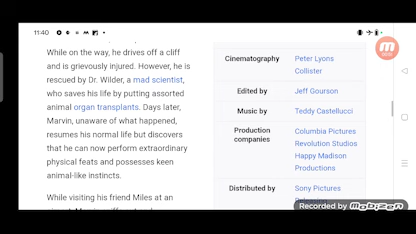 11:40
While on the way, he drives off a cliff
and is grievously injured. However, he is
rescued by Dr. Wilder, a mad scientist,
who saves his life by putting assorted
animal organ transplants. Days later,
Marvin, unaware of what happened,
resumes his normal life but discovers
that he can now perform extraordinary
physical feats and possesses keen
animal-like instincts.
While visiting his friend Miles at an
Cinematography Peter Lyons
Collister
Edited by Jeff Gourson
Music by Teddy Castellucci
Production Columbia Pictures
companies Revolution Studios
Happy Madison
Productions
Distributed by Sony Pictures
Recorded by Mobizen